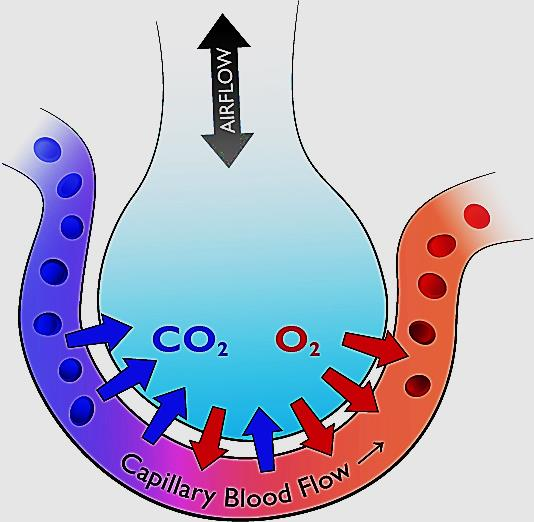 AIRFLOW
CO₂
O₂
Capillary Blood Flow →